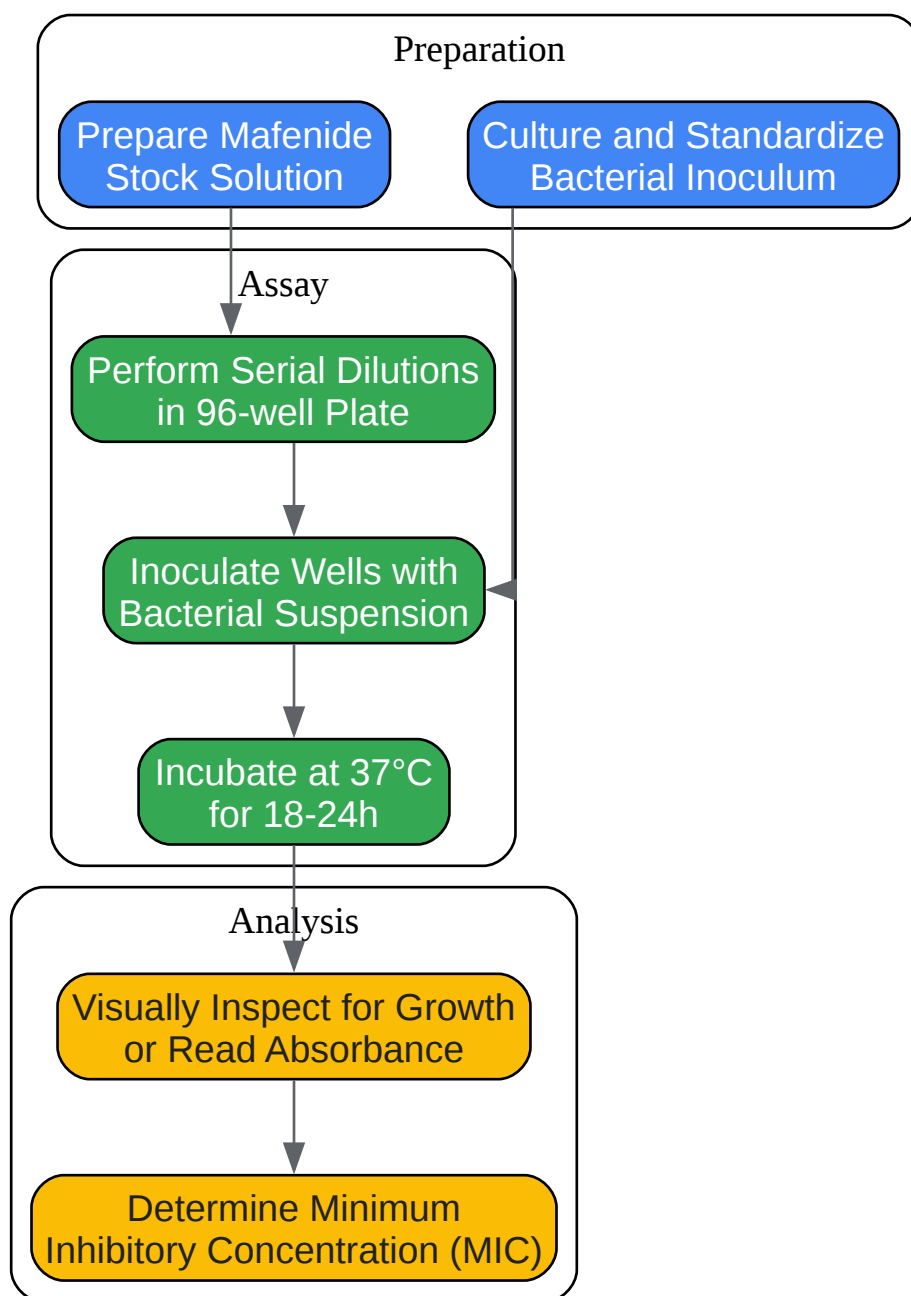 Preparation
Prepare Mafenide
Stock Solution
Culture and Standardize
Bacterial Inoculum
Assay
Perform Serial Dilutions
in 96-well Plate
Inoculate Wells with
Bacterial Suspension
Incubate at 37°C
for 18-24h
Analysis
Visually Inspect for Growth
or Read Absorbance
Determine Minimum
Inhibitory Concentration (MIC)